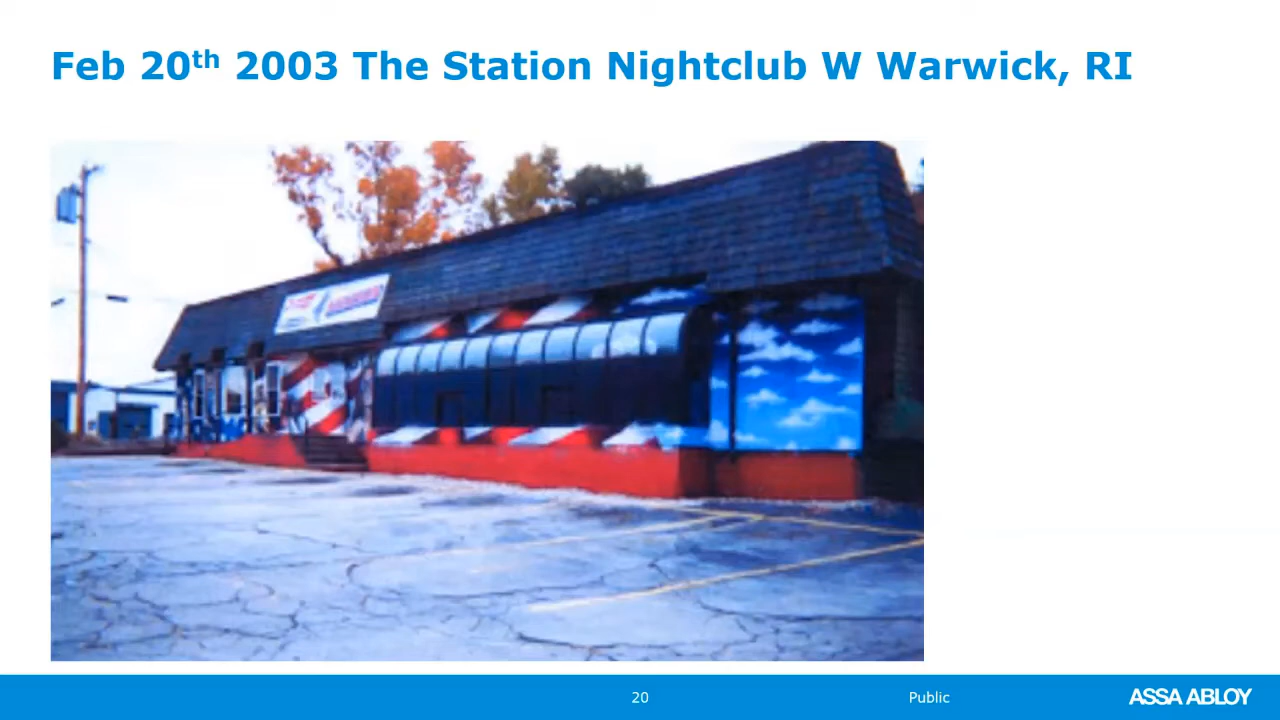 Feb 20th 2003 The Station Nightclub W Warwick, RI
20
Public
ASSA ABLOY